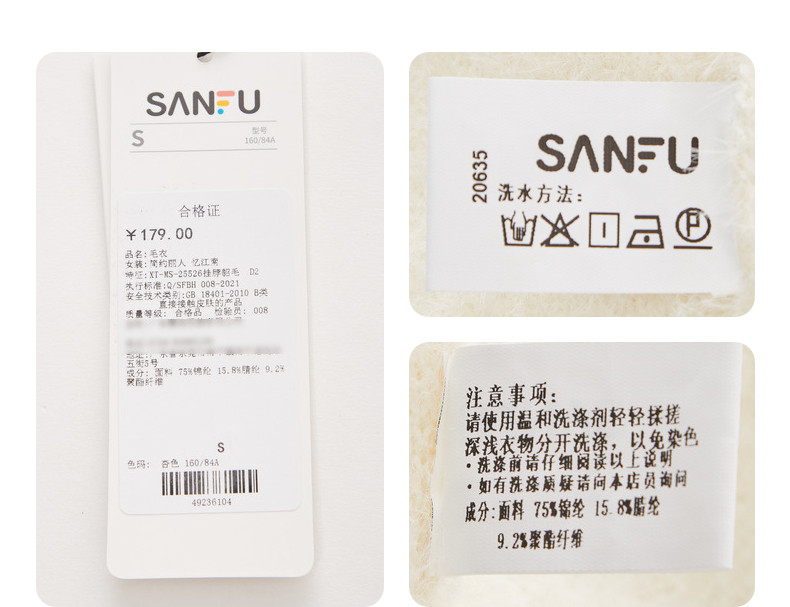 SANFU
S
型号
160/84A
合格证
￥179.00
品名:毛衣
女装:简约丽人 忆江南
特征:XT-MS-25526挂脖貂毛 D2
执行标准:Q/SFBH 008-2021
安全技术类别:GB 18401-2010 B类
直接接触皮肤的产品
质量等级: 合格品 检验员: 008
五街5号
成分: 面料 75%锦纶 15.8%腈纶 9.2%
聚酯纤维
S
色码: 杏色 160/84A
49236104
SANFU
20635
洗水方法:
P
注意事项:
请使用温和洗涤剂轻轻揉搓
深浅衣物分开洗涤，以免染色
·洗涤前请仔细阅读以上说明
·如有洗涤质疑请向本店员询问
成分:面料 75%锦纶 15.8%腈纶
9.2%聚酯纤维